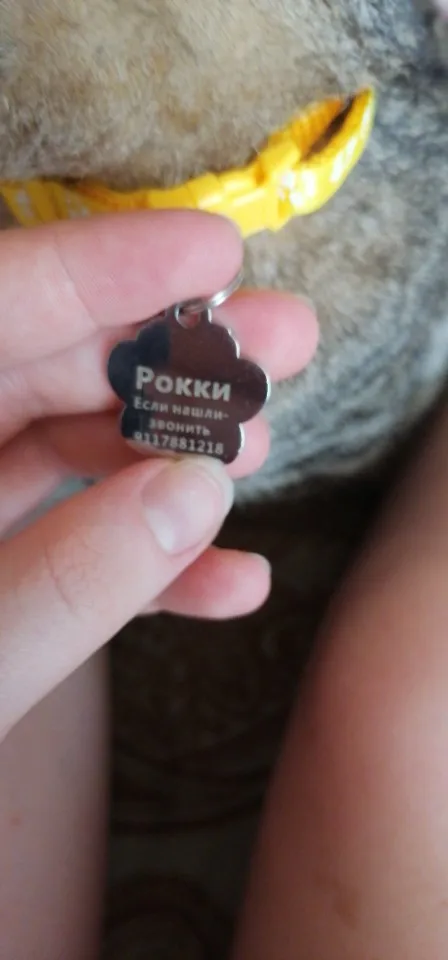 Рокки
Если нашли-
звонить
9117881218